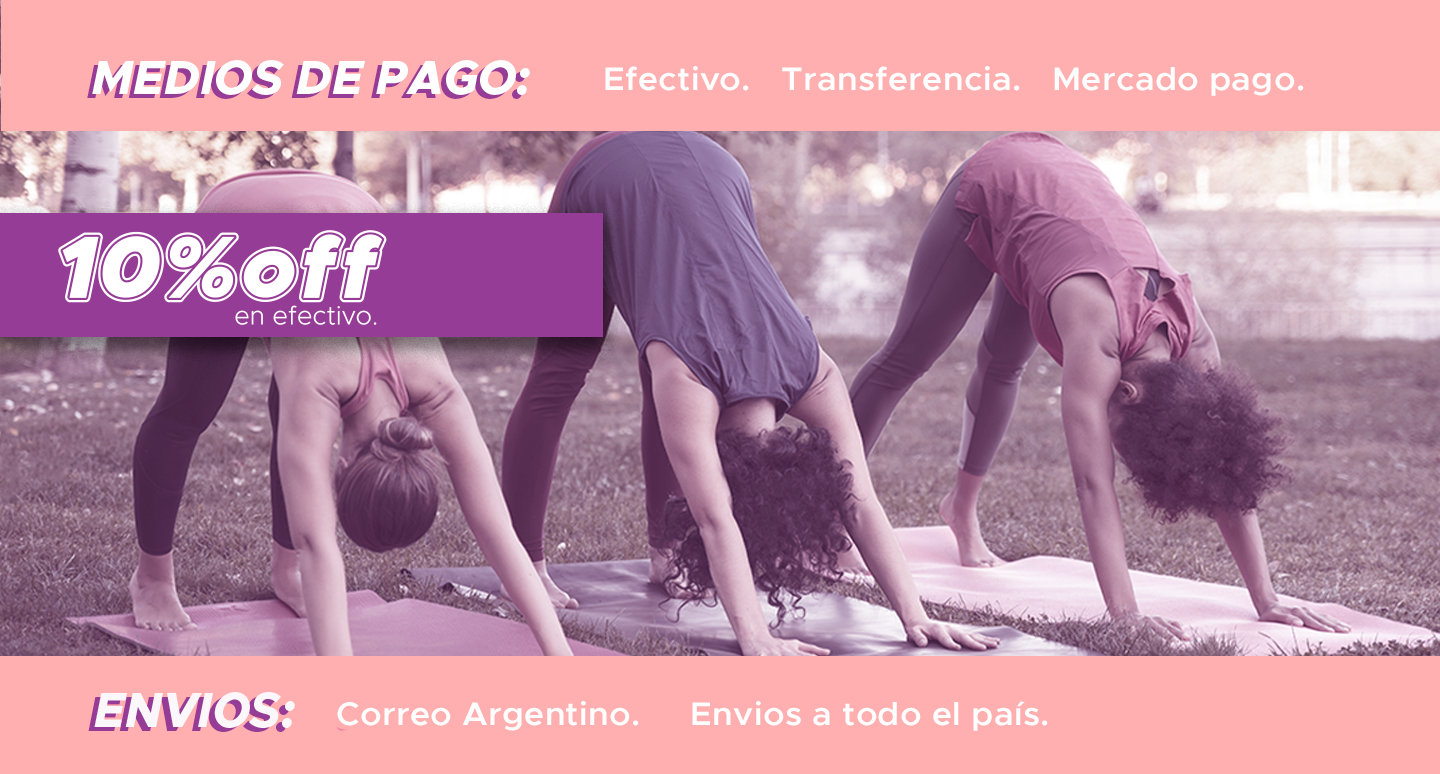 MEDIOS DE PAGO: Efectivo. Transferencia. Mercado pago.
10%off
en efectivo.
ENVIOS: Correo Argentino. Envios a todo el país.